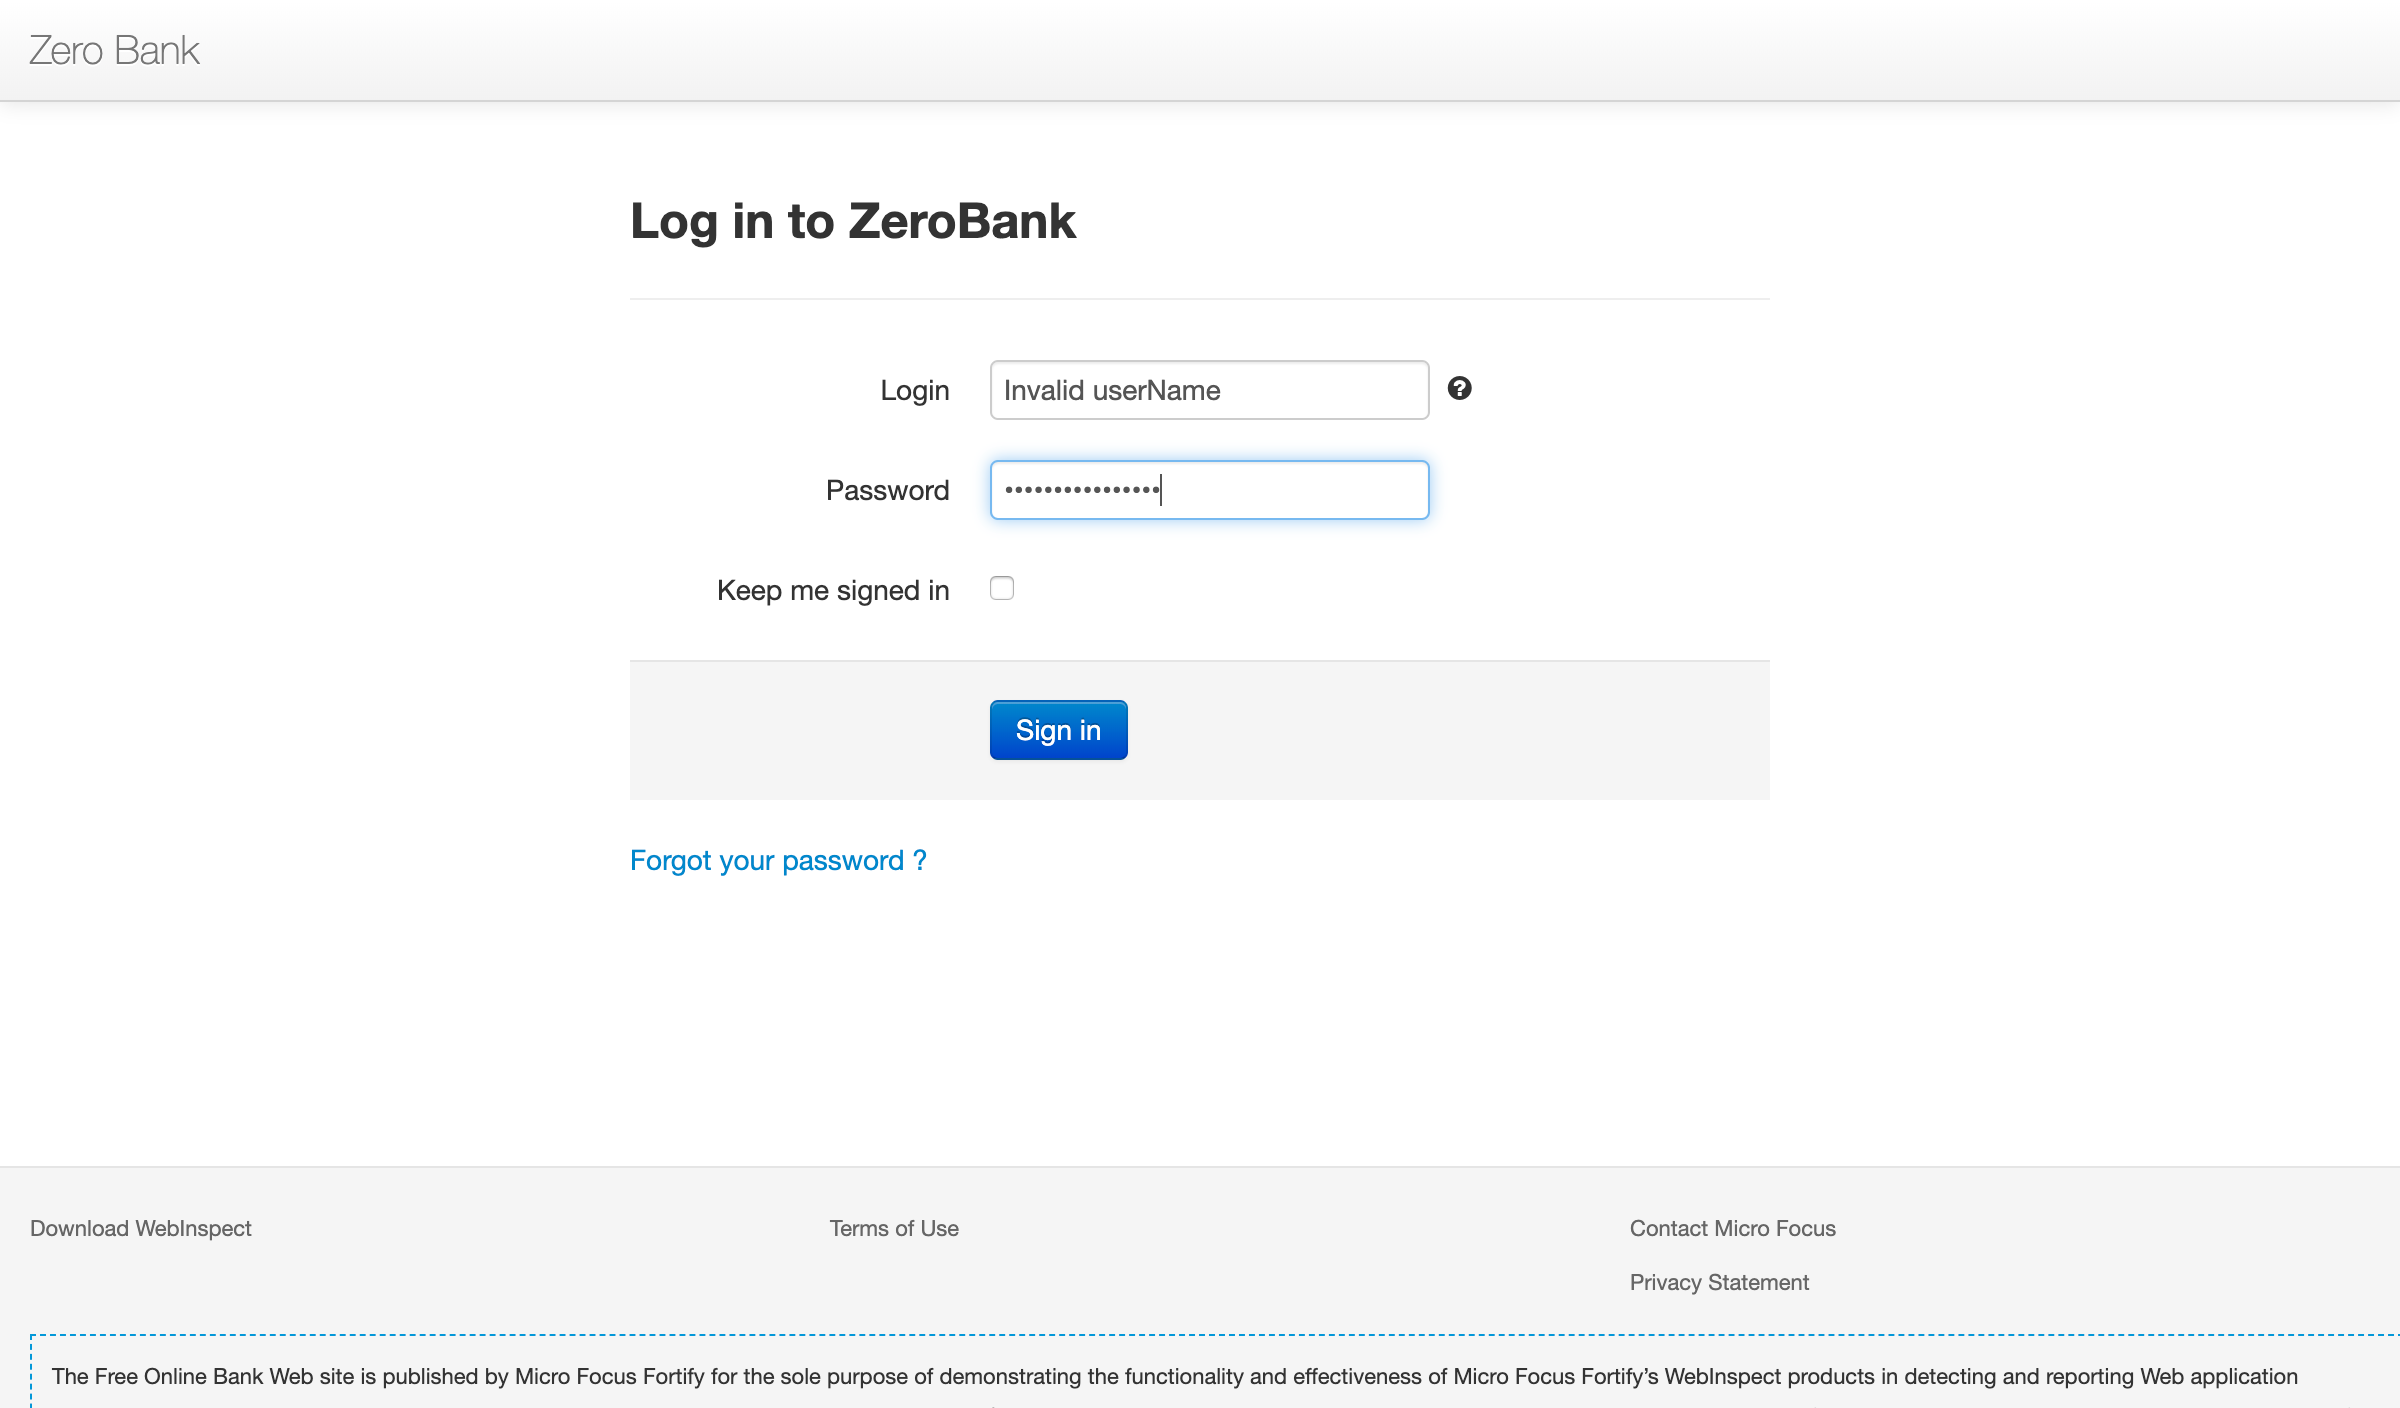 Zero Bank
Log in to ZeroBank
Login
Invalid userName
Password
••••••••••••••••
Keep me signed in
Sign in
Forgot your password ?
Download WebInspect
Terms of Use
Contact Micro Focus
Privacy Statement
The Free Online Bank Web site is published by Micro Focus Fortify for the sole purpose of demonstrating the functionality and effectiveness of Micro Focus Fortify’s WebInspect products in detecting and reporting Web application